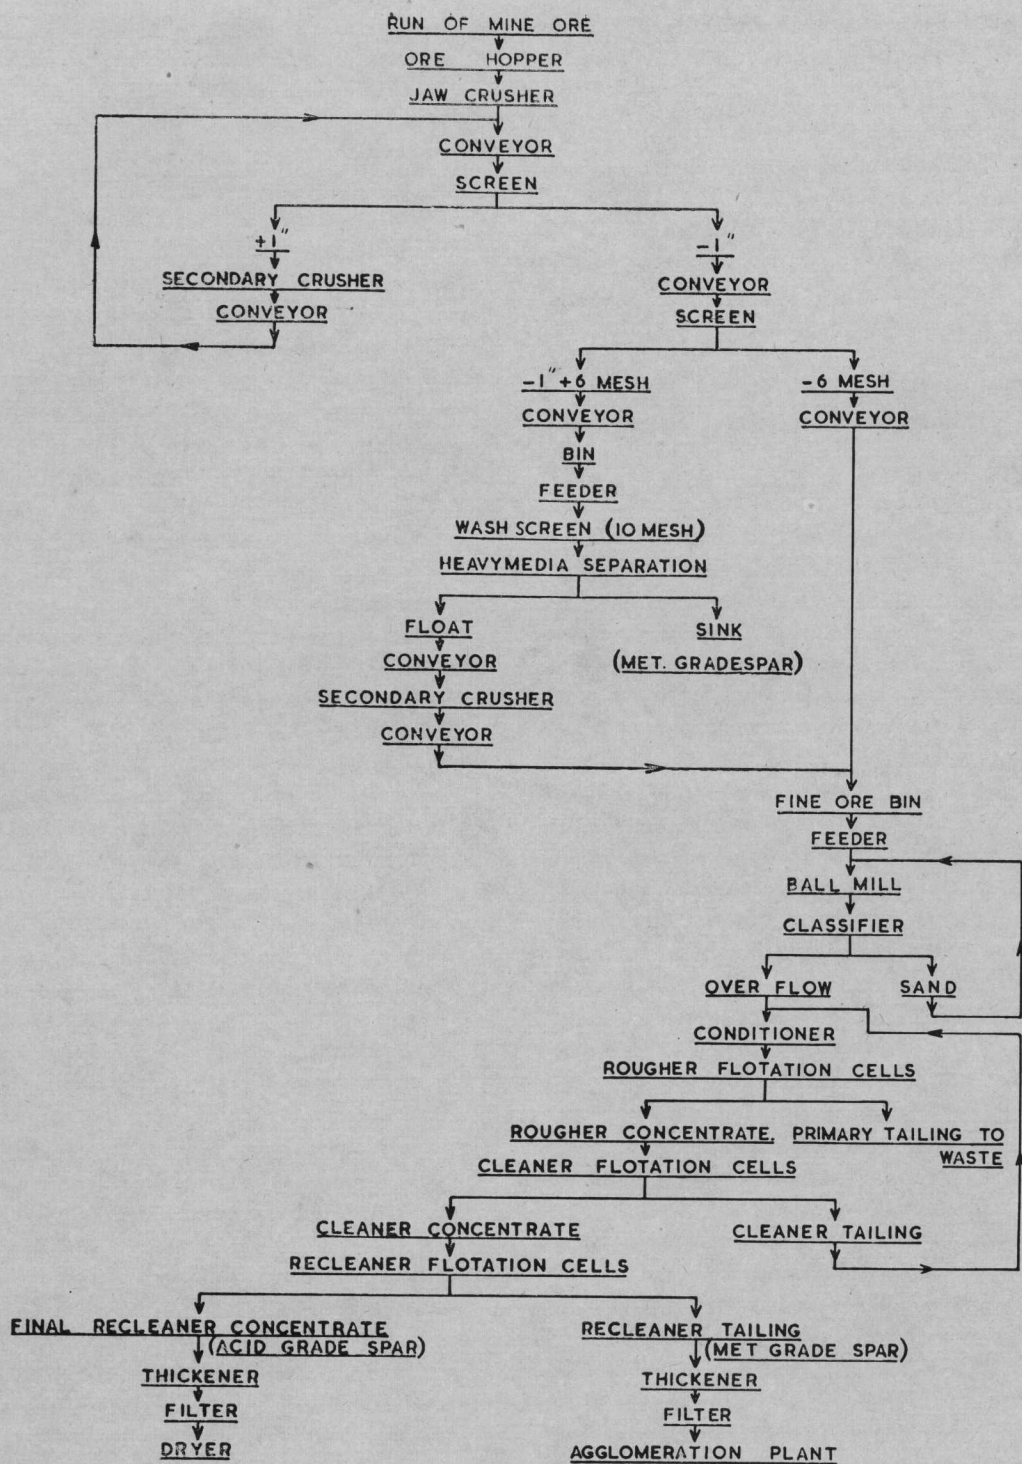 RUN OF MINE ORE
ORE HOPPER
JAW CRUSHER
CONVEYOR
SCREEN
+1"
-1"
SECONDARY CRUSHER
CONVEYOR
CONVEYOR
SCREEN
-1" +6 MESH
-6 MESH
CONVEYOR
CONVEYOR
BIN
FEEDER
WASH SCREEN (10 MESH)
HEAVYMEDIA SEPARATION
FLOAT
SINK
CONVEYOR
(MET. GRADESPAR)
SECONDARY CRUSHER
CONVEYOR
FINE ORE BIN
FEEDER
BALL MILL
CLASSIFIER
OVER FLOW
SAND
CONDITIONER
ROUGHER FLOTATION CELLS
ROUGHER CONCENTRATE.
PRIMARY TAILING TO
WASTE
CLEANER FLOTATION CELLS
CLEANER CONCENTRATE
CLEANER TAILING
RECLEANER FLOTATION CELLS
FINAL RECLEANER CONCENTRATE
(ACID GRADE SPAR)
RECLEANER TAILING
(MET GRADE SPAR)
THICKENER
THICKENER
FILTER
FILTER
DRYER
AGGLOMERATION PLANT